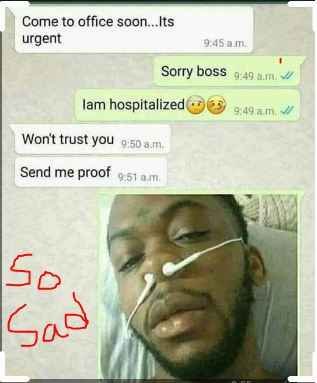 Come to office soon...Its
urgent
9:45 a.m.
Sorry boss 9:49 a.m.
Iam hospitalized🤕🤒 9:49 a.m.
Won't trust you 9:50 a.m.
Send me proof 9:51 a.m.
So
Sad